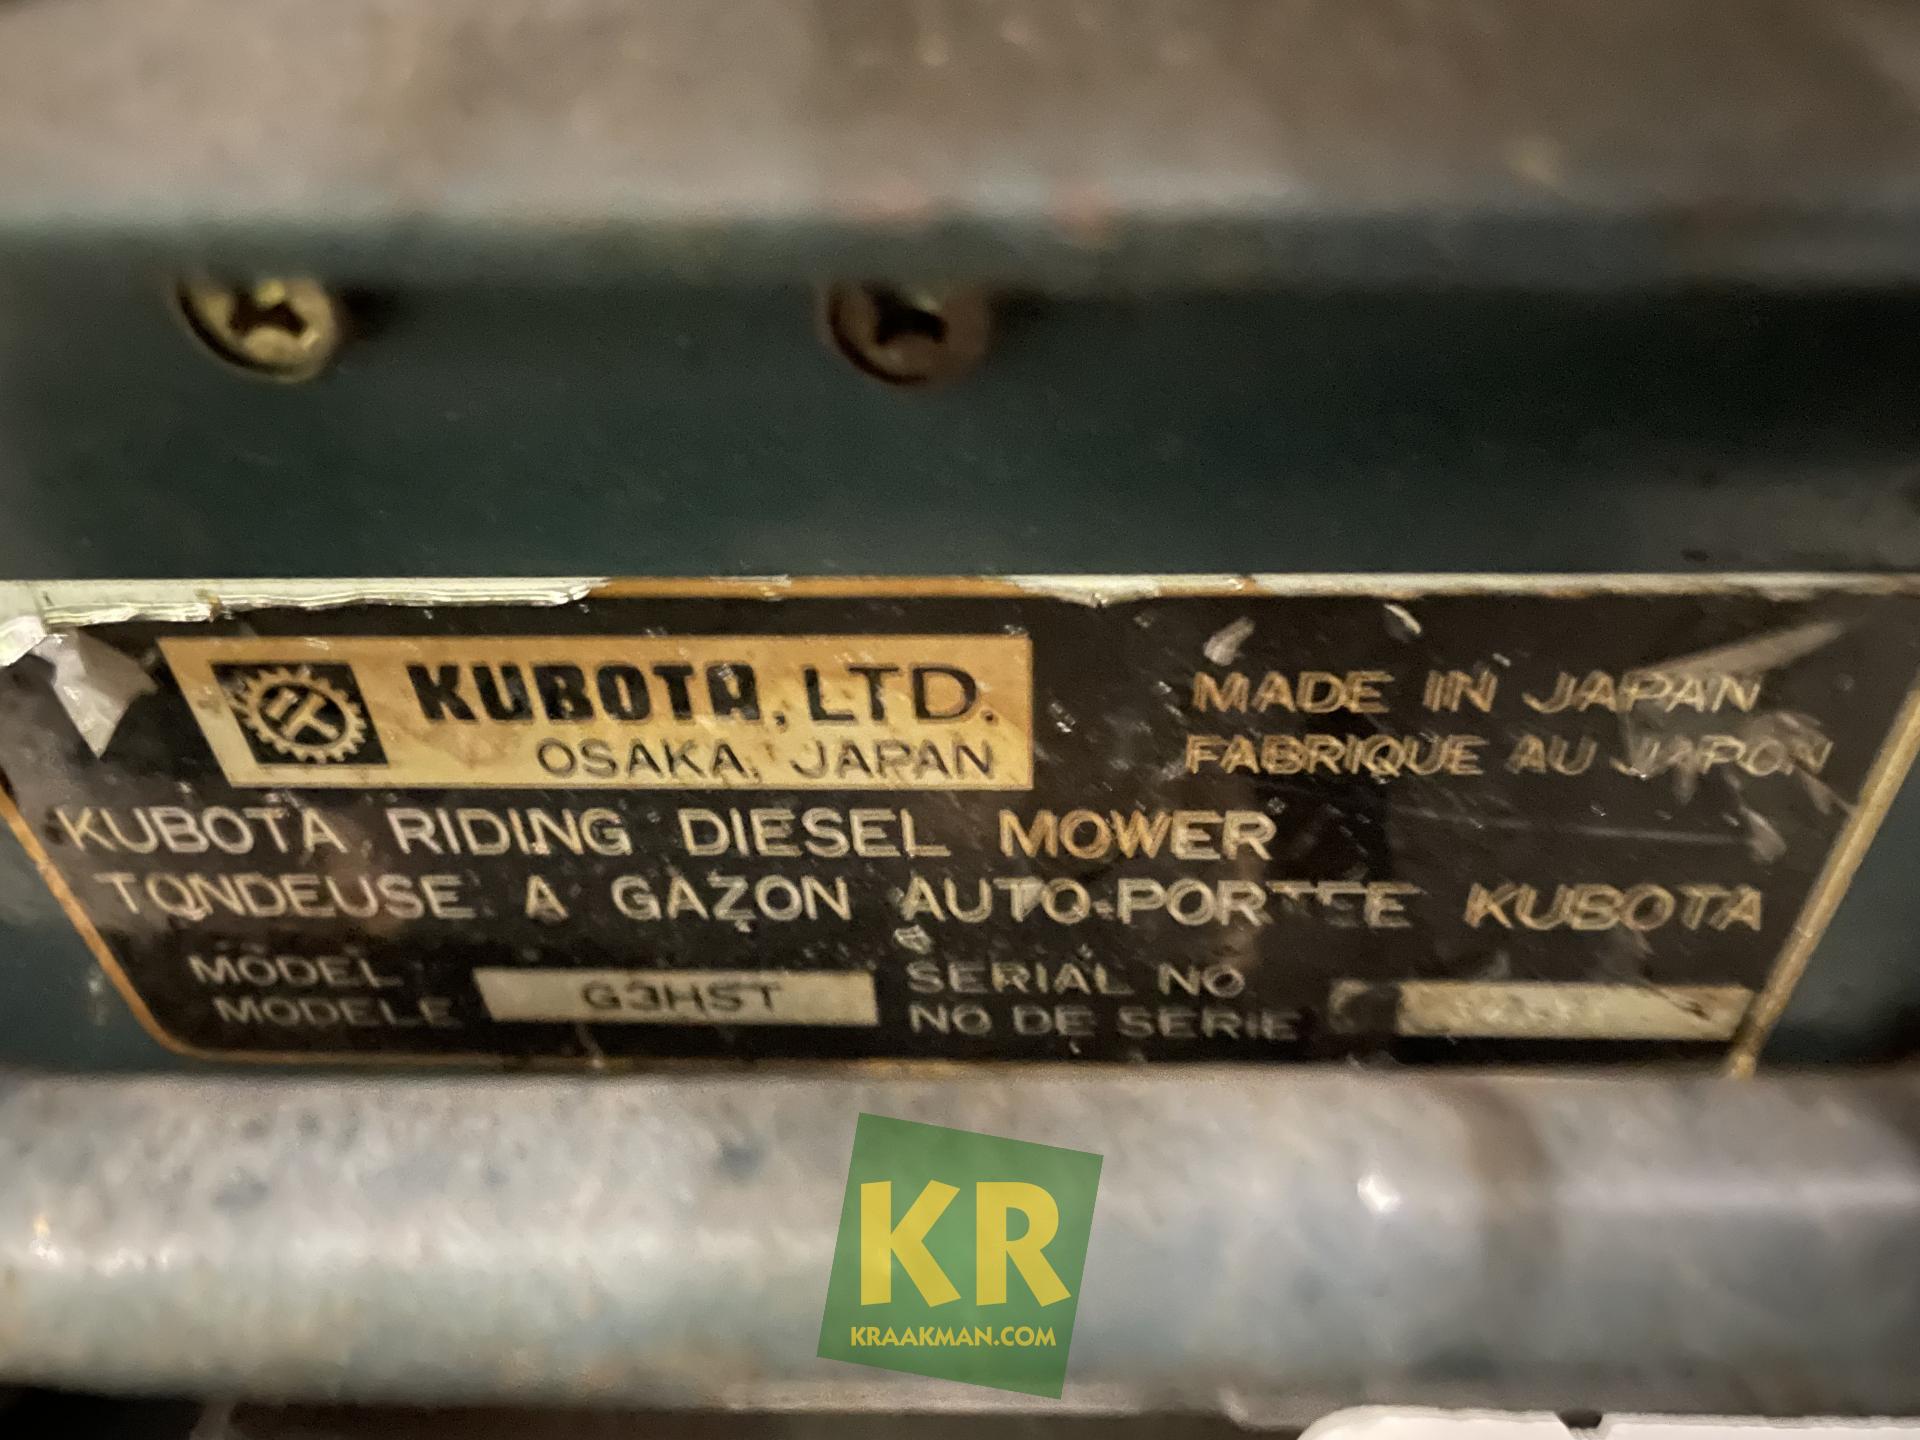 KUBOTA, LTD.
OSAKA, JAPAN
MADE IN JAPAN
FABRIQUE AU JAPON
KUBOTA RIDING DIESEL MOWER
TONDEUSE A GAZON AUTO-PORTEE KUBOTA
MODEL
MODELE
G3HST
SERIAL NO
NO DE SERIE
KR
KRAAKMAN.COM